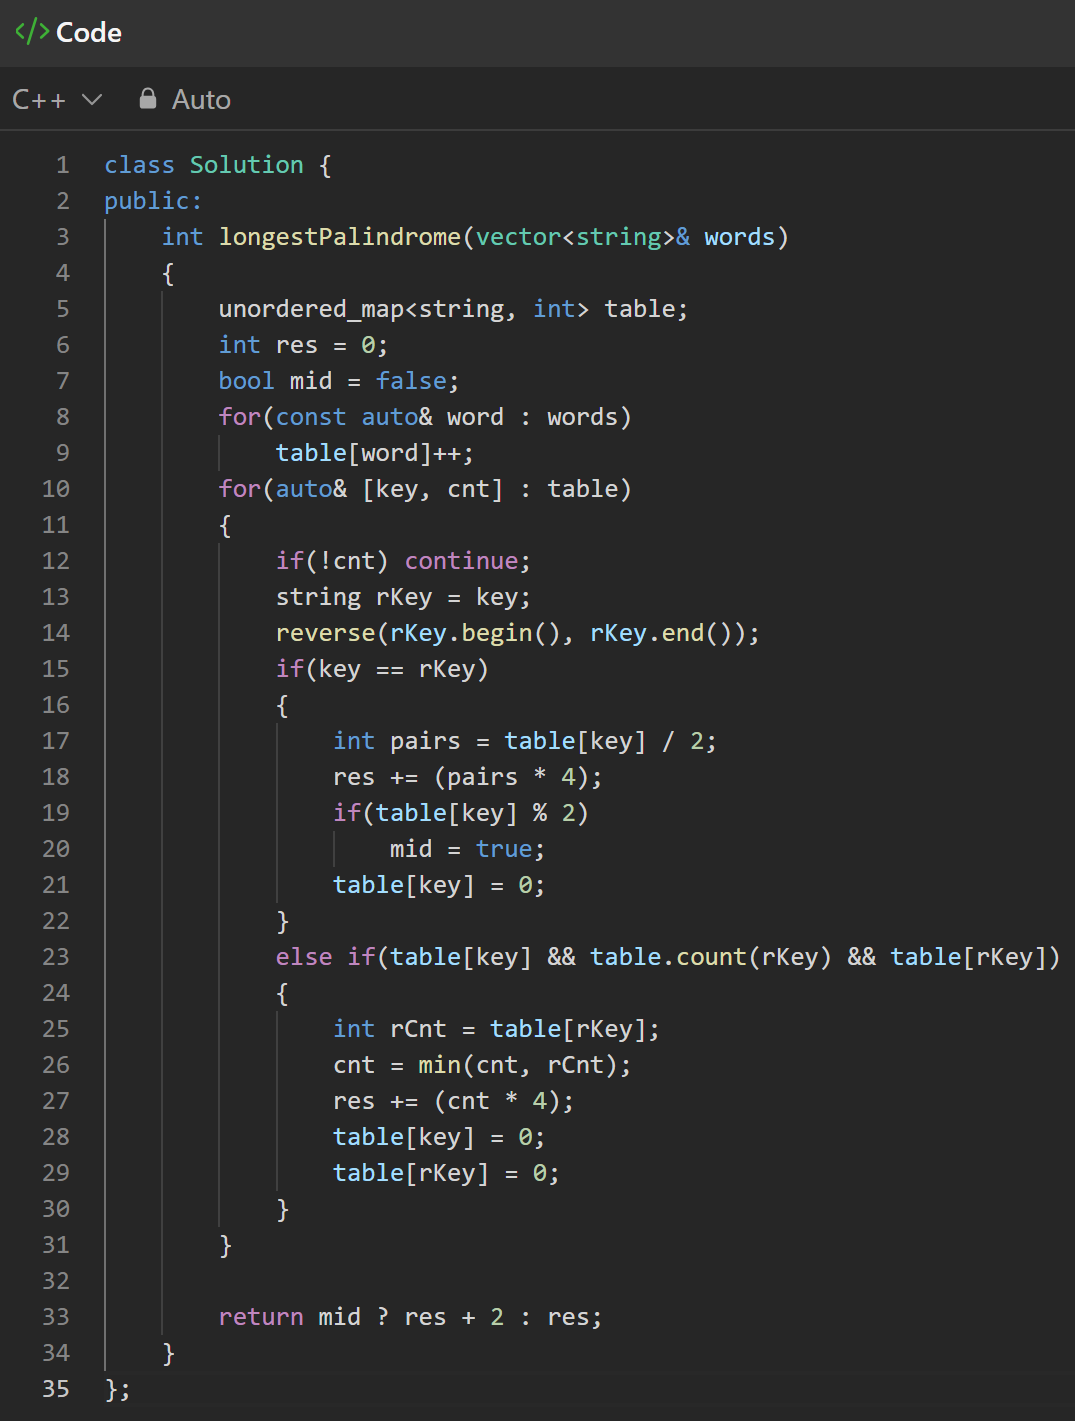 </> Code
C++ Auto
1 class Solution {
2 public:
3     int longestPalindrome(vector<string>& words)
4     {
5         unordered_map<string, int> table;
6         int res = 0;
7         bool mid = false;
8         for(const auto& word : words)
9             table[word]++;
10         for(auto& [key, cnt] : table)
11         {
12             if(!cnt) continue;
13             string rKey = key;
14             reverse(rKey.begin(), rKey.end());
15             if(key == rKey)
16             {
17                 int pairs = table[key] / 2;
18                 res += (pairs * 4);
19                 if(table[key] % 2)
20                     mid = true;
21                 table[key] = 0;
22             }
23             else if(table[key] && table.count(rKey) && table[rKey])
24             {
25                 int rCnt = table[rKey];
26                 cnt = min(cnt, rCnt);
27                 res += (cnt * 4);
28                 table[key] = 0;
29                 table[rKey] = 0;
30             }
31         }
32
33         return mid ? res + 2 : res;
34     }
35 };